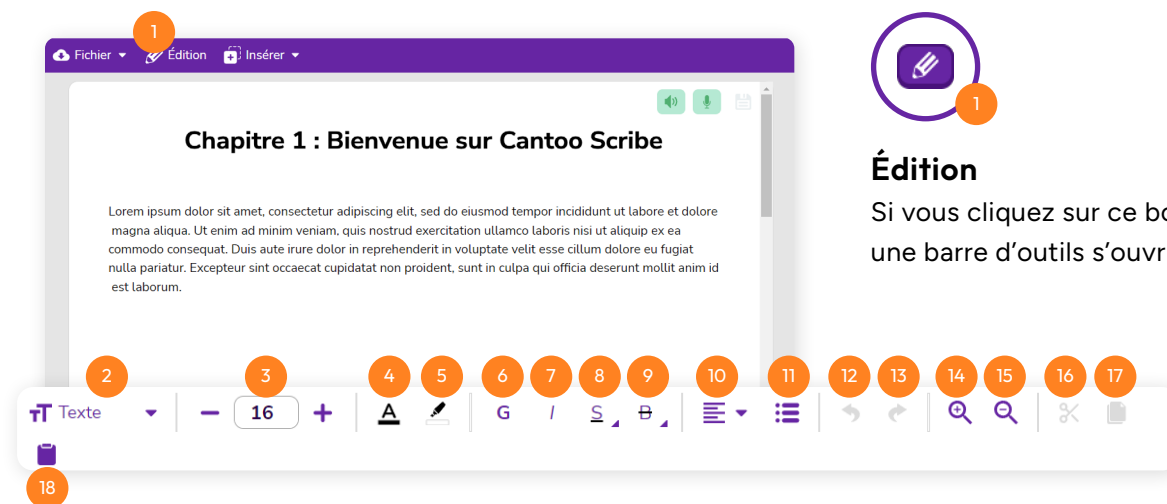 1
Fichier Édition Insérer
Chapitre 1 : Bienvenue sur Cantoo Scribe
Lorem ipsum dolor sit amet, consectetur adipiscing elit, sed do eiusmod tempor incididunt ut labore et dolore
magna aliqua. Ut enim ad minim veniam, quis nostrud exercitation ullamco laboris nisi ut aliquip ex ea
commodo consequat. Duis aute irure dolor in reprehenderit in voluptate velit esse cillum dolore eu fugiat
nulla pariatur. Excepteur sint occaecat cupidatat non proident, sunt in culpa qui officia deserunt mollit anim id
est laborum.
1
Édition
Si vous cliquez sur ce
une barre d'outils s'ouvr
2 3 4 5 6 7 8 9 10 11 12 13 14 15 16 17
Texte 16 A G I S B
18